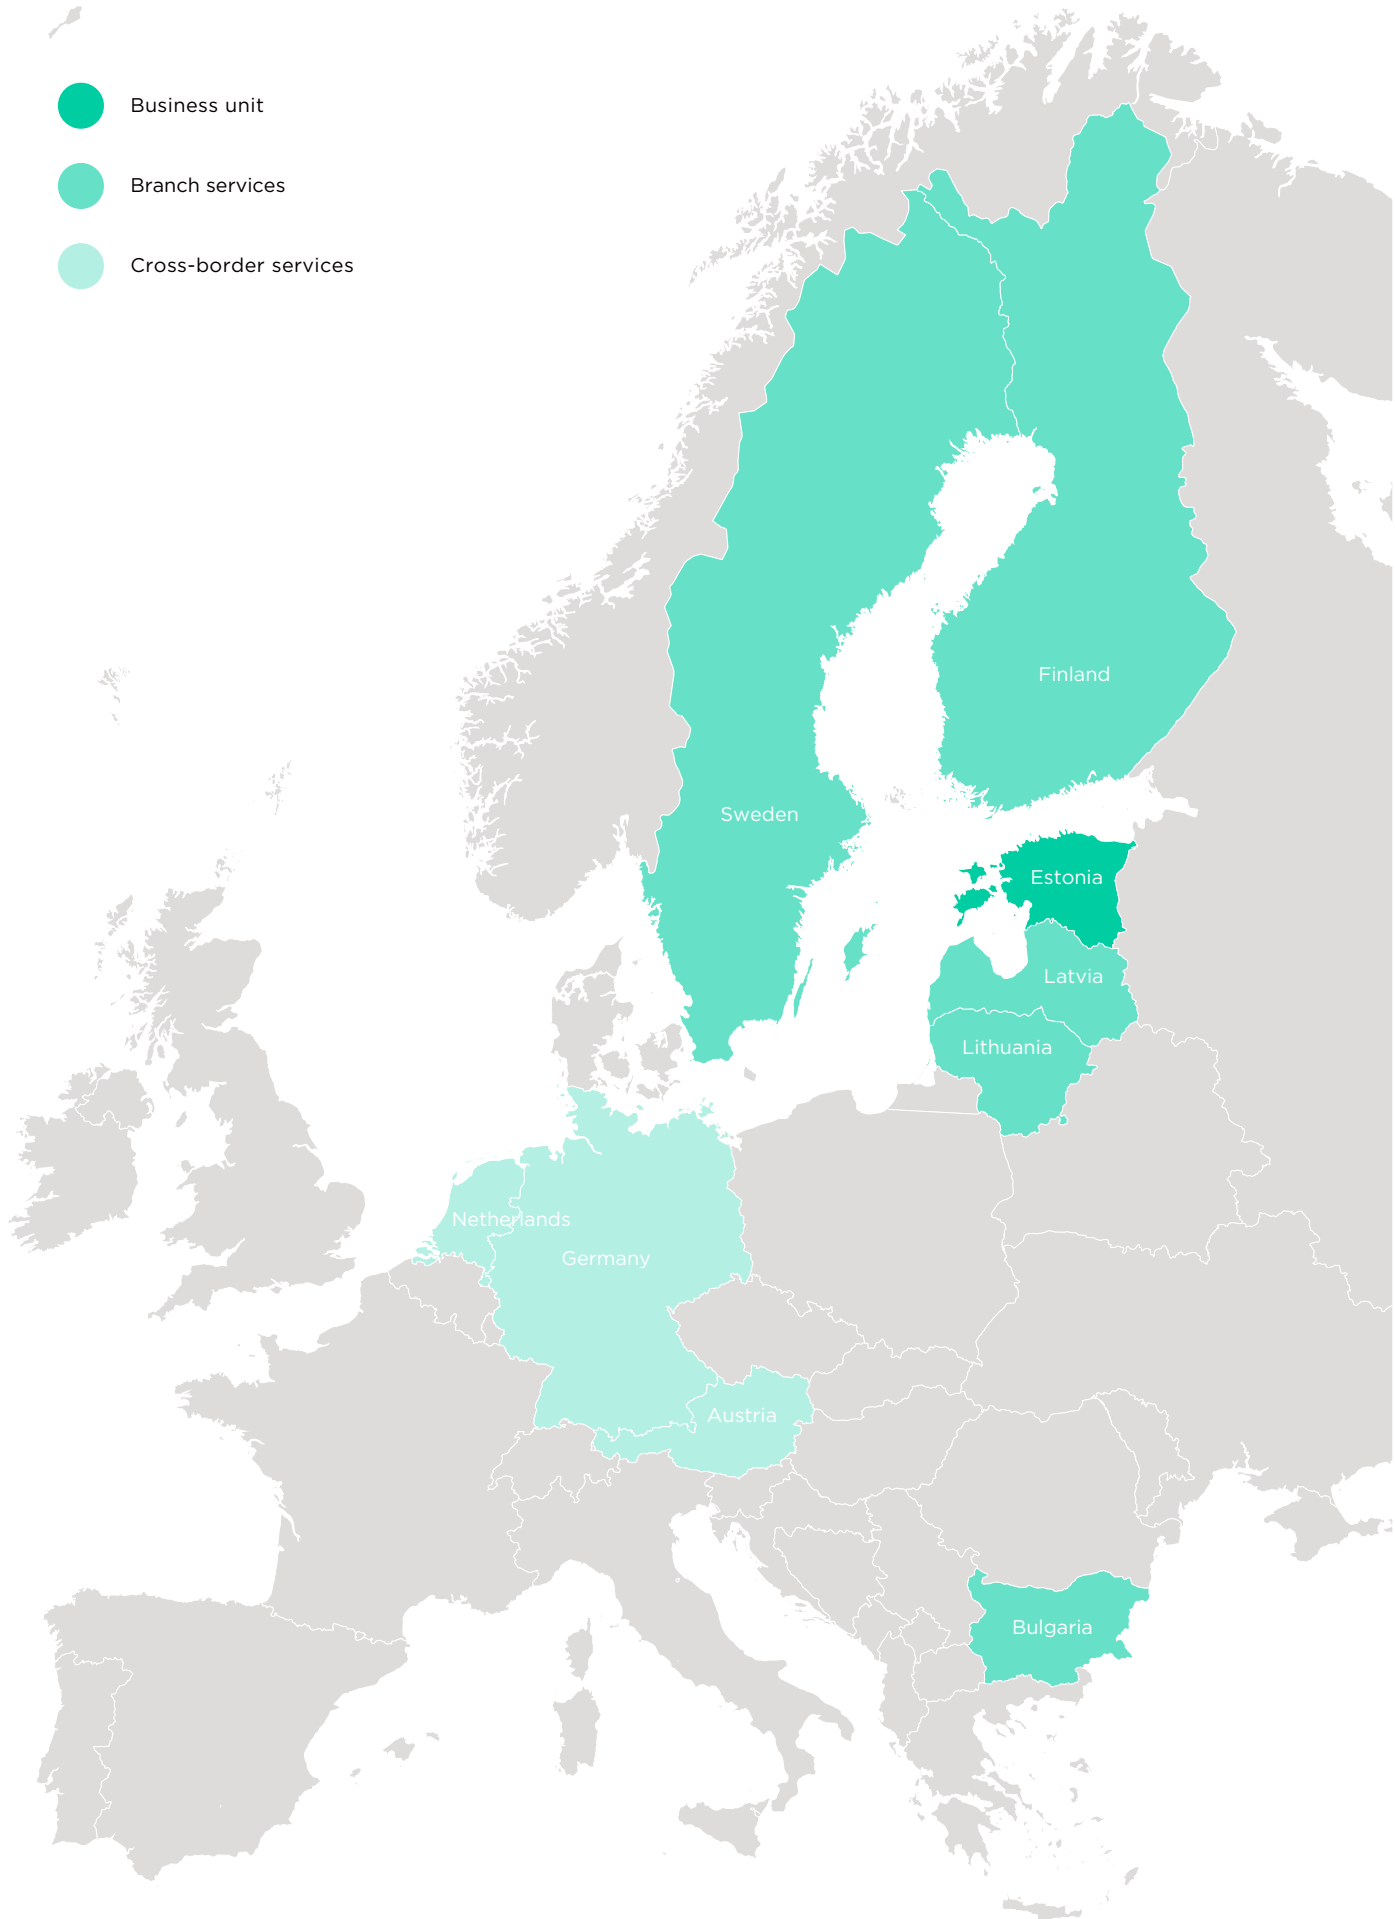 Business unit
Branch services
Cross-border services
Finland
Sweden
Estonia
Latvia
Lithuania
Netherlands
Germany
Austria
Bulgaria